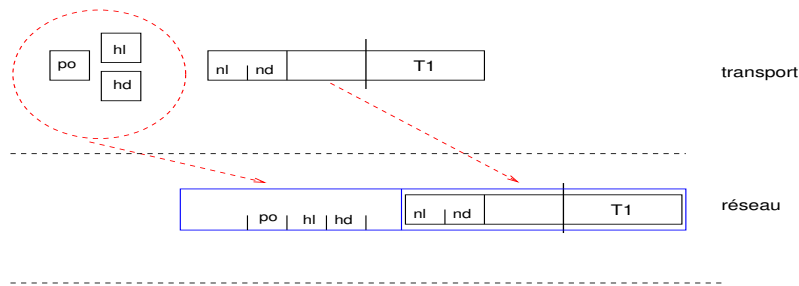 po
hl
hd
nl nd T1
transport
po hl hd nl nd T1
réseau